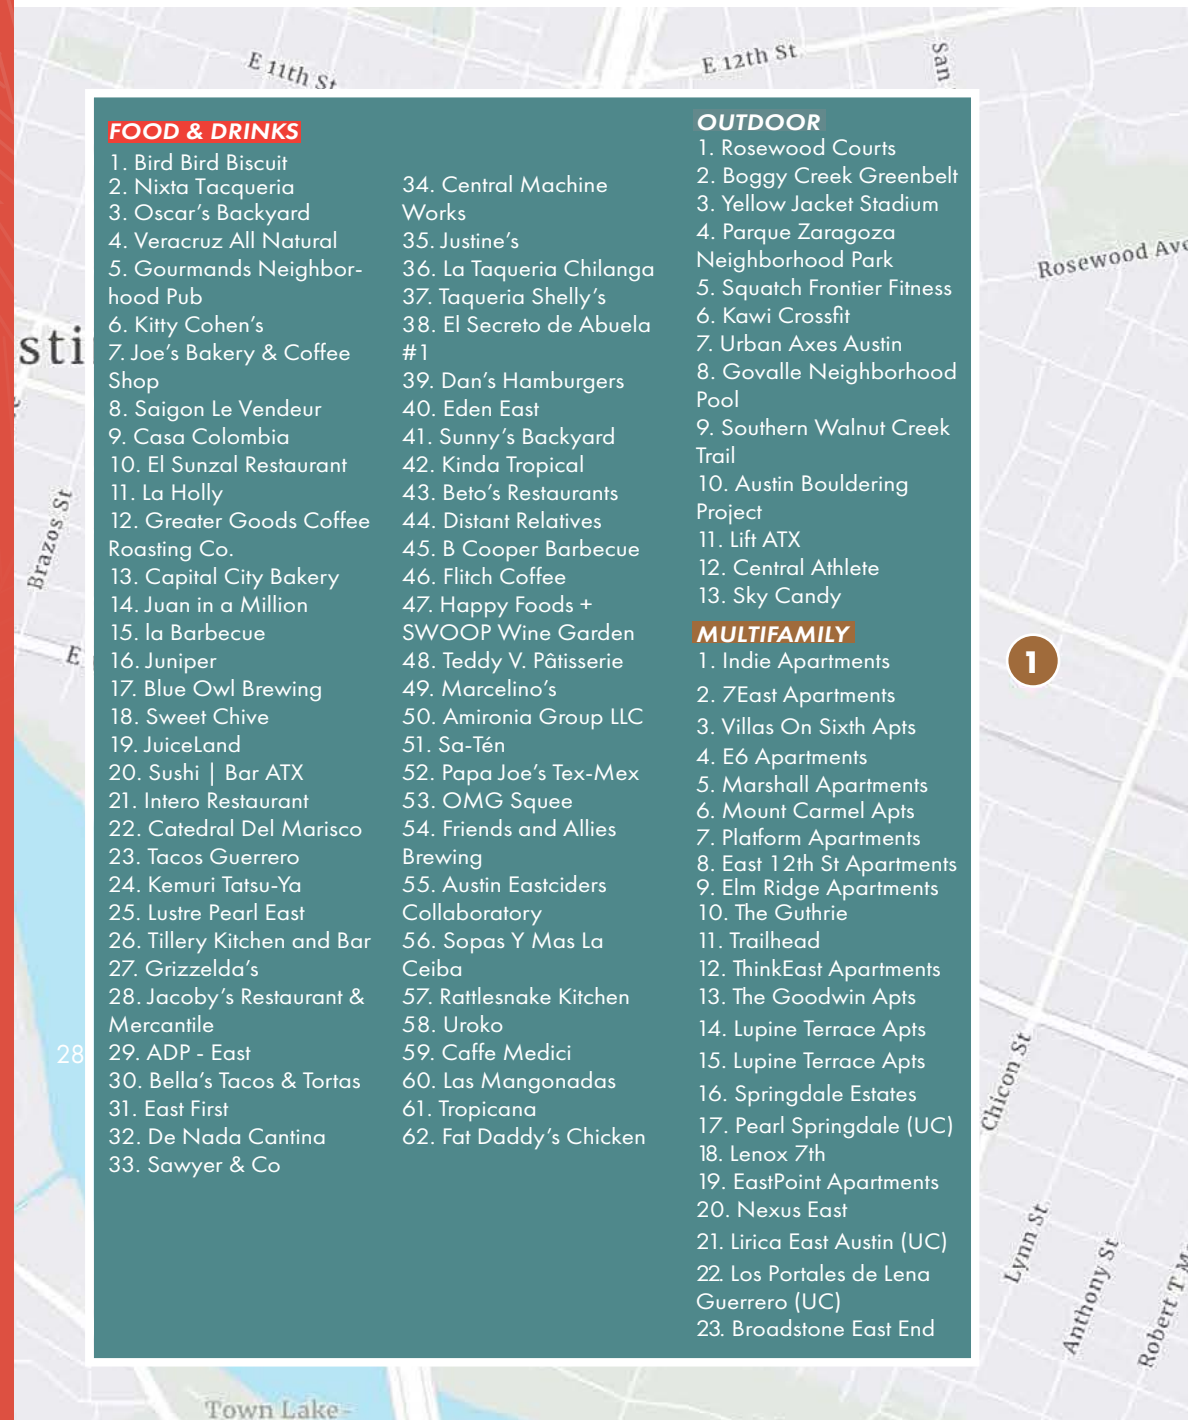 E 11th St
E 12th St
San
Rosewood Ave
sti
Brazos St
E
FOOD & DRINKS
1. Bird Bird Biscuit
2. Nixta Tacqueria
3. Oscar's Backyard
4. Veracruz All Natural
5. Gourmands Neighbor-
hood Pub
6. Kitty Cohen's
7. Joe's Bakery & Coffee
Shop
8. Saigon Le Vendeur
9. Casa Colombia
10. El Sunzal Restaurant
11. La Holly
12. Greater Goods Coffee
Roasting Co.
13. Capital City Bakery
14. Juan in a Million
15. la Barbecue
16. Juniper
17. Blue Owl Brewing
18. Sweet Chive
19. JuiceLand
20. Sushi | Bar ATX
21. Intero Restaurant
22. Catedral Del Marisco
23. Tacos Guerrero
24. Kemuri Tatsu-Ya
25. Lustre Pearl East
26. Tillery Kitchen and Bar
27. Grizzelda's
28. Jacoby's Restaurant &
Mercantile
28
29. ADP - East
30. Bella's Tacos & Tortas
31. East First
32. De Nada Cantina
33. Sawyer & Co
34. Central Machine
Works
35. Justine's
36. La Taqueria Chilanga
37. Taqueria Shelly's
38. El Secreto de Abuela
#1
39. Dan's Hamburgers
40. Eden East
41. Sunny's Backyard
42. Kinda Tropical
43. Beto's Restaurants
44. Distant Relatives
45. B Cooper Barbecue
46. Flitch Coffee
47. Happy Foods +
SWOOP Wine Garden
48. Teddy V. Pâtisserie
49. Marcelino's
50. Amironia Group LLC
51. Sa-Tén
52. Papa Joe's Tex-Mex
53. OMG Squee
54. Friends and Allies
Brewing
55. Austin Eastciders
Collaboratory
56. Sopas Y Mas La
Ceiba
57. Rattlesnake Kitchen
58. Uroko
59. Caffe Medici
60. Las Mangonadas
61. Tropicana
62. Fat Daddy's Chicken
OUTDOOR
1. Rosewood Courts
2. Boggy Creek Greenbelt
3. Yellow Jacket Stadium
4. Parque Zaragoza
Neighborhood Park
5. Squatch Frontier Fitness
6. Kawi Crossfit
7. Urban Axes Austin
8. Govalle Neighborhood
Pool
9. Southern Walnut Creek
Trail
10. Austin Bouldering
Project
11. Lift ATX
12. Central Athlete
13. Sky Candy
MULTIFAMILY
1. Indie Apartments
2. 7East Apartments
3. Villas On Sixth Apts
4. E6 Apartments
5. Marshall Apartments
6. Mount Carmel Apts
7. Platform Apartments
8. East 12th St Apartments
9. Elm Ridge Apartments
10. The Guthrie
11. Trailhead
12. ThinkEast Apartments
13. The Goodwin Apts
14. Lupine Terrace Apts
15. Lupine Terrace Apts
16. Springdale Estates
17. Pearl Springdale (UC)
18. Lenox 7th
19. EastPoint Apartments
20. Nexus East
21. Lirica East Austin (UC)
22. Los Portales de Lena
Guerrero (UC)
23. Broadstone East End
1
Chicon St
Lynn St
Anthony St
Robert T
Town Lake